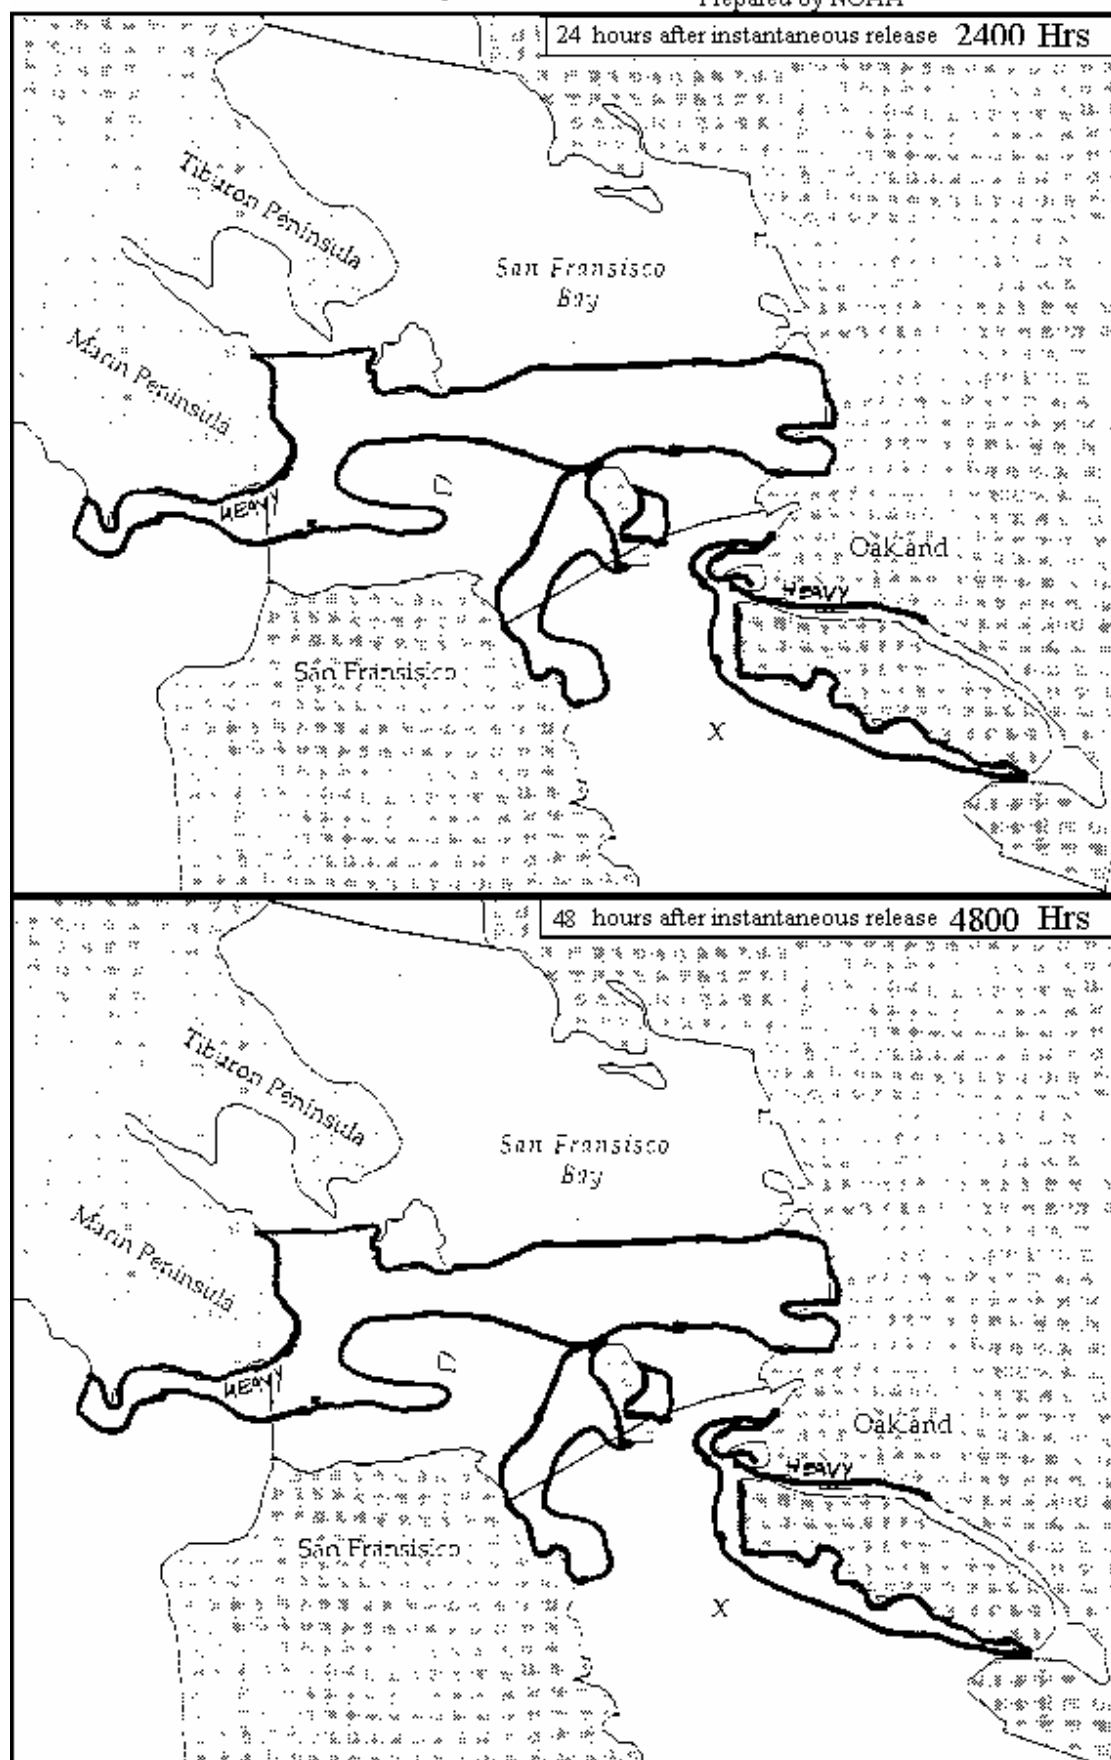 Prepared by NOAA
24 hours after instantaneous release 2400 Hrs
Tiburon Peninsula
San Fransisco
Bay
Marin Peninsula
HEAVY
Oakland
HEAVY
San Fransisico
X
48 hours after instantaneous release 4800 Hrs
Tiburon Peninsula
San Fransisco
Bay
Marin Peninsula
HEAVY
Oakland
HEAVY
San Fransisico
X